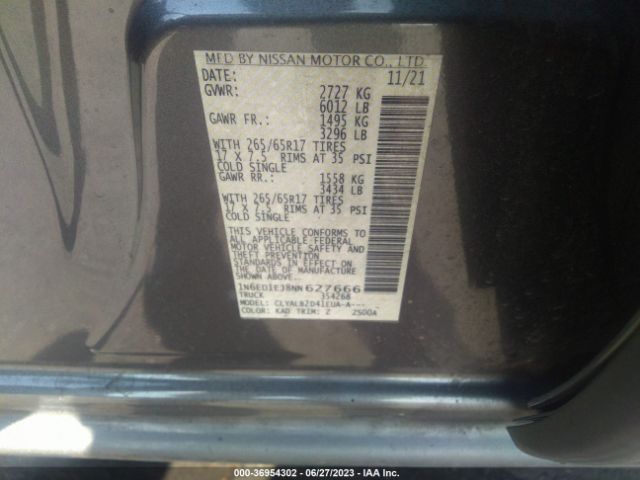 MFD BY NISSAN MOTOR CO., LTD.
DATE: 11/21
GVWR: 2727 KG
6012 LB
GAWR FR.: 1495 KG
3296 LB
WITH 265/65R17 TIRES
17 X 7.5 RIMS AT 35 PSI
COLD SINGLE
GAWR RR.: 1558 KG
3434 LB
WITH 265/65R17 TIRES
17 X 7.5 RIMS AT 35 PSI
COLD SINGLE
THIS VEHICLE CONFORMS TO
ALL APPLICABLE FEDERAL
MOTOR VEHICLE SAFETY AND
THEFT PREVENTION
STANDARDS IN EFFECT ON
THE DATE OF MANUFACTURE
SHOWN ABOVE.
1N6ED1EJ8NN627666
TRUCK 354268
MODEL: CLYALBZD41EUA-A----
COLOR: KAD TRIM: Z 2S00A
© 36954302 - 06/27/2023 - IAA Inc.